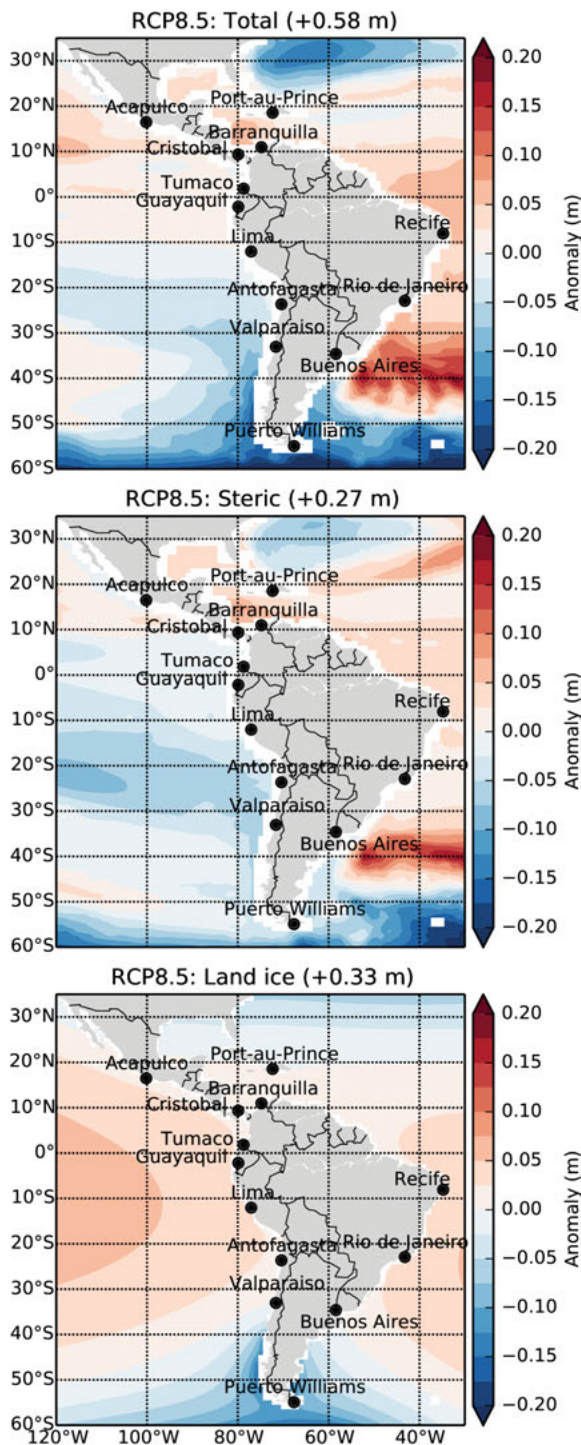 RCP8.5: Total (+0.58 m)
30°N
20°N
10°N
0°
10°S
20°S
30°S
40°S
50°S
60°S
Acapulco
Port-au-Prince
Barranquilla
Cristobal
Tumaco
Guayaquil
Lima
Recife
Antofagasta
Rio de Janeiro
Valparaiso
Buenos Aires
Puerto Williams
0.20
0.15
0.10
0.05
0.00
−0.05
−0.10
−0.15
−0.20
Anomaly (m)
RCP8.5: Steric (+0.27 m)
30°N
20°N
10°N
0°
10°S
20°S
30°S
40°S
50°S
60°S
Acapulco
Port-au-Prince
Barranquilla
Cristobal
Tumaco
Guayaquil
Lima
Recife
Antofagasta
Rio de Janeiro
Valparaiso
Buenos Aires
Puerto Williams
0.20
0.15
0.10
0.05
0.00
−0.05
−0.10
−0.15
−0.20
Anomaly (m)
RCP8.5: Land ice (+0.33 m)
30°N
20°N
10°N
0°
10°S
20°S
30°S
40°S
50°S
60°S
Acapulco
Port-au-Prince
Barranquilla
Cristobal
Tumaco
Guayaquil
Lima
Recife
Antofagasta
Rio de Janeiro
Valparaiso
Buenos Aires
Puerto Williams
0.20
0.15
0.10
0.05
0.00
−0.05
−0.10
−0.15
−0.20
Anomaly (m)
120°W 100°W 80°W 60°W 40°W